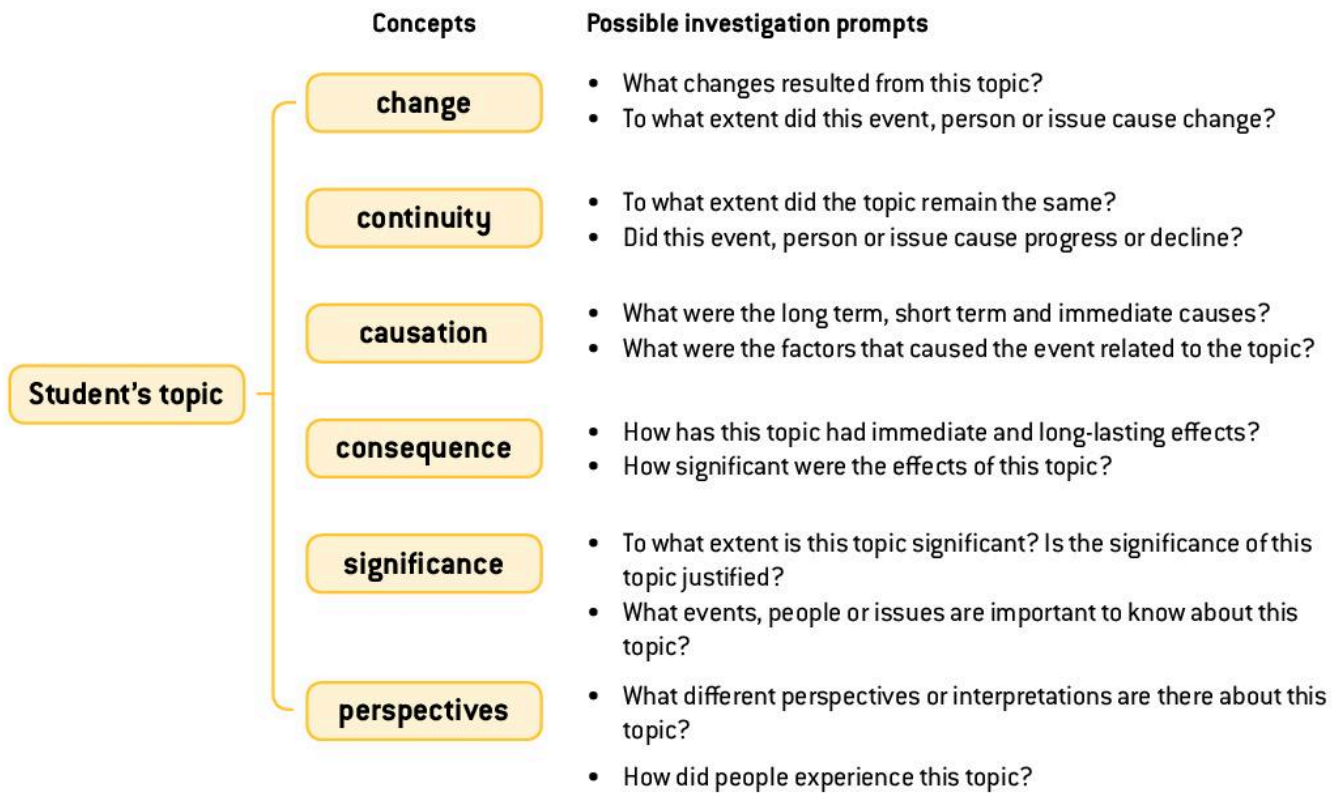 Concepts
Possible investigation prompts
change
• What changes resulted from this topic?
• To what extent did this event, person or issue cause change?
continuity
• To what extent did the topic remain the same?
• Did this event, person or issue cause progress or decline?
causation
• What were the long term, short term and immediate causes?
• What were the factors that caused the event related to the topic?
Student's topic
consequence
• How has this topic had immediate and long-lasting effects?
• How significant were the effects of this topic?
significance
• To what extent is this topic significant? Is the significance of this
topic justified?
• What events, people or issues are important to know about this
topic?
perspectives
• What different perspectives or interpretations are there about this
topic?
• How did people experience this topic?